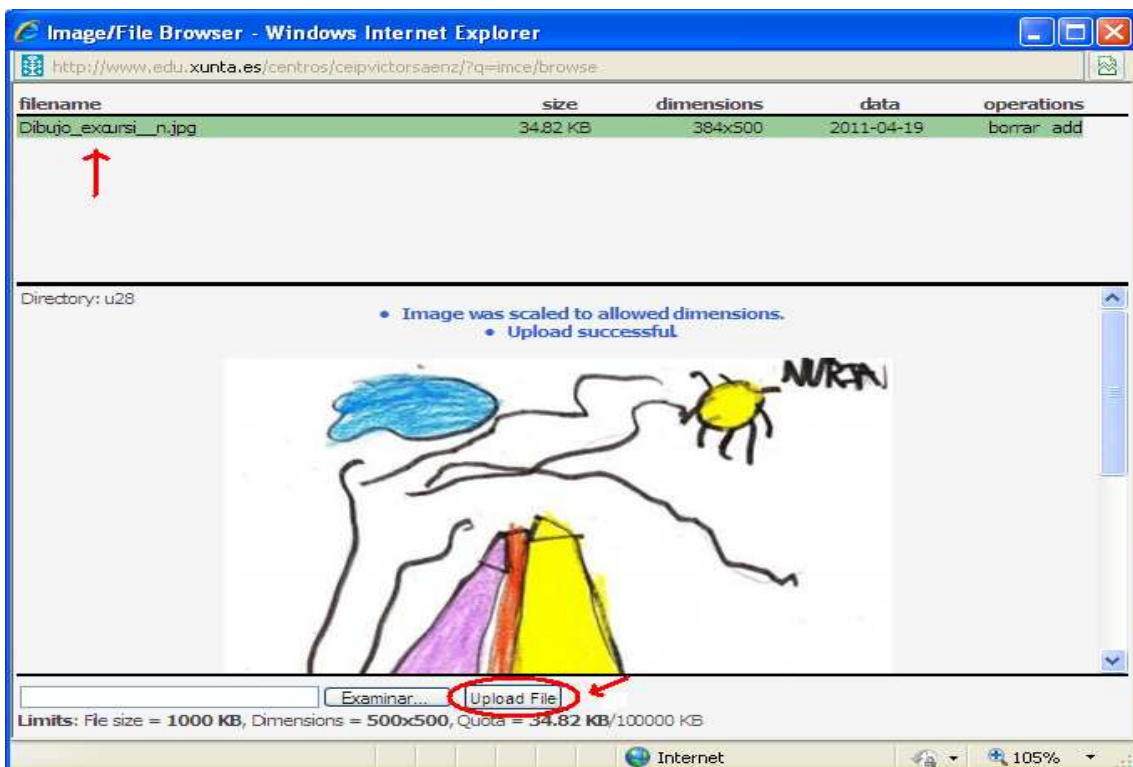 Image/File Browser - Windows Internet Explorer
http://www.edu.xunta.es/centros/ceipvictorsaenz/?q=imce/browse
filename size dimensions data operations
Dibujo_excursi__n.jpg 34.82 KB 384x500 2011-04-19 borrar add
Directory: u28
• Image was scaled to allowed dimensions.
• Upload successful.
NURIA
Examinar... Upload File
Limits: File size = 1000 KB, Dimensions = 500x500, Quota = 34.82 KB/100000 KB
Internet 105%